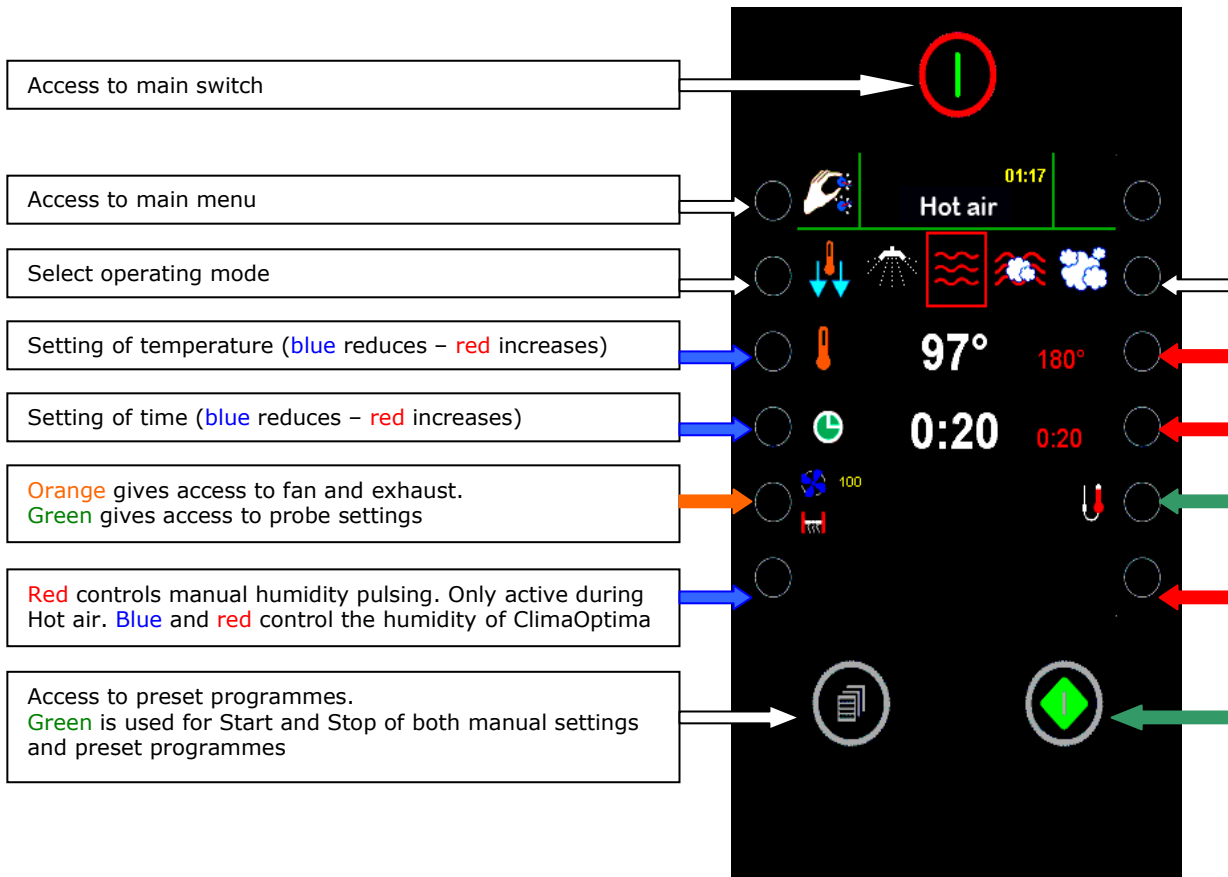 Access to main switch
Access to main menu
01:17
Hot air
Select operating mode
Setting of temperature (blue reduces – red increases)
97° 180°
Setting of time (blue reduces – red increases)
0:20 0:20
Orange gives access to fan and exhaust.
Green gives access to probe settings
100
Red controls manual humidity pulsing. Only active during
Hot air. Blue and red control the humidity of ClimaOptima
Access to preset programmes.
Green is used for Start and Stop of both manual settings
and preset programmes